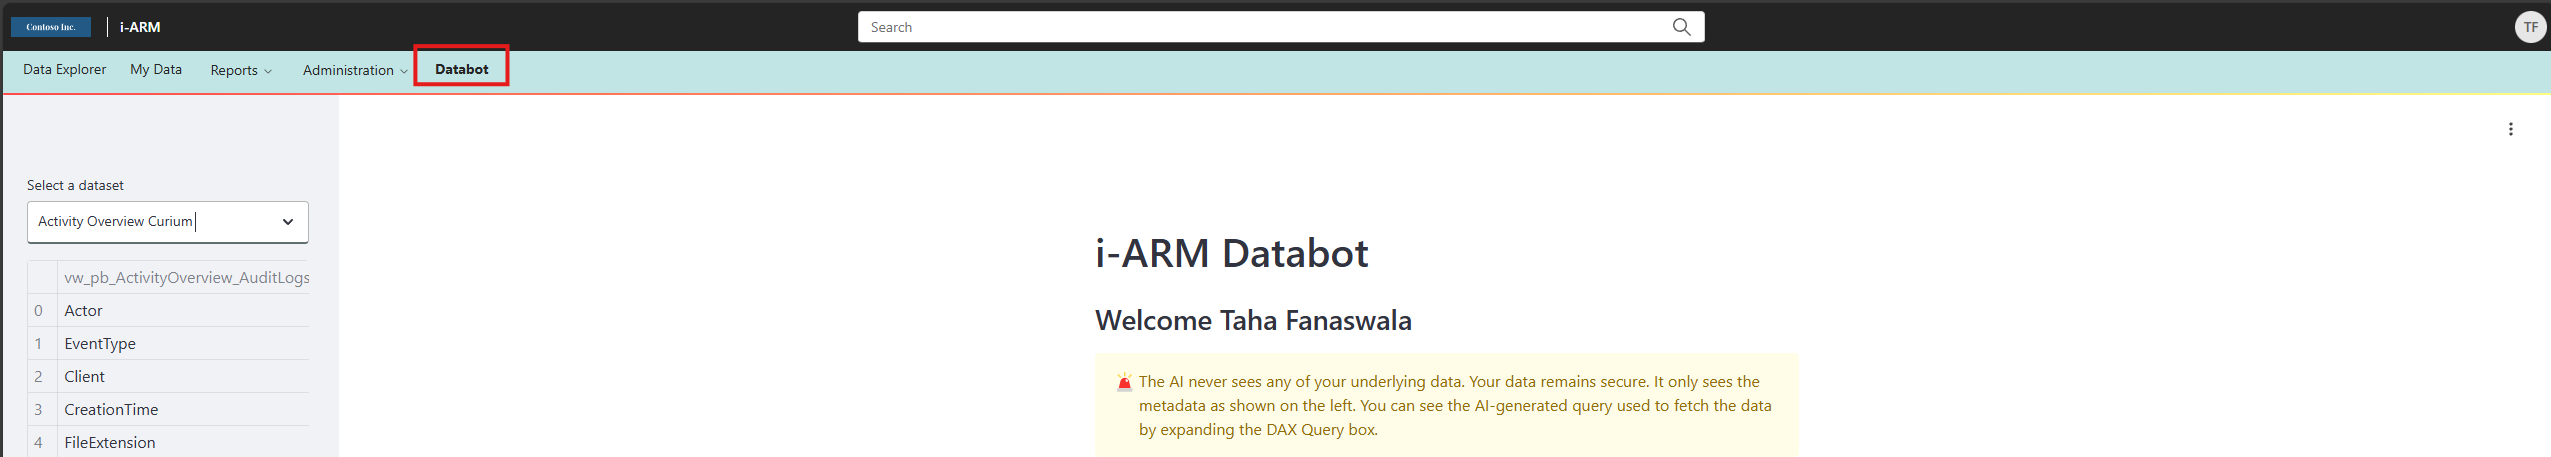 Contoso Inc.
i-ARM
Search
TF
Data Explorer
My Data
Reports
Administration
Databot
Select a dataset
Activity Overview Curium
vw_pb_ActivityOverview_AuditLogs
0 Actor
1 EventType
2 Client
3 CreationTime
4 FileExtension
i-ARM Databot
Welcome Taha Fanaswala
The AI never sees any of your underlying data. Your data remains secure. It only sees the
metadata as shown on the left. You can see the AI-generated query used to fetch the data
by expanding the DAX Query box.